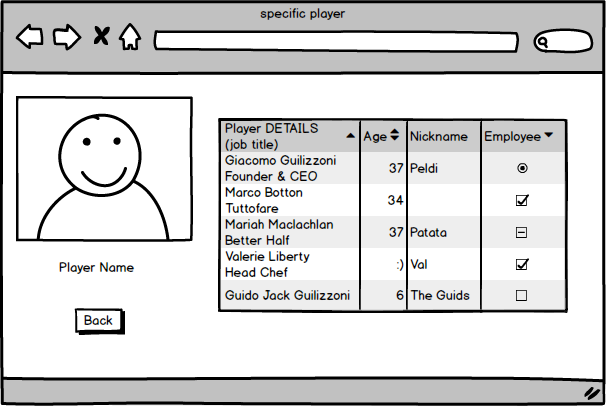 specific player
Player DETAILS
(job title)
Age
Nickname
Employee
Giacomo Guilizzoni
Founder & CEO
37
Peldi
Marco Botton
Tuttofare
34
Mariah Maclachlan
Better Half
37
Patata
Valerie Liberty
Head Chef
:)
Val
Guido Jack Guilizzoni
6
The Guids
Player Name
Back